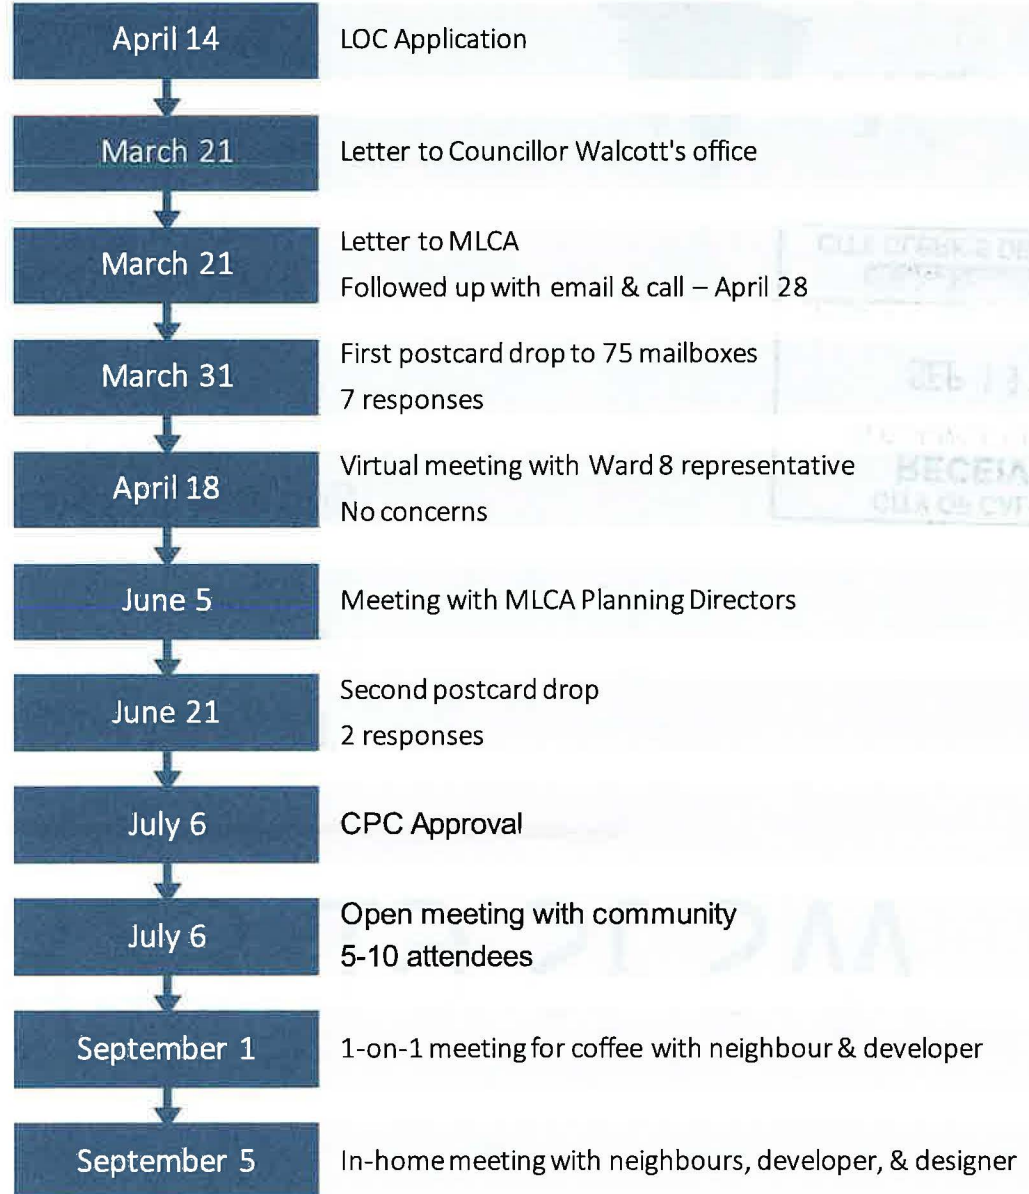 April 14
LOC Application
March 21
Letter to Councillor Walcott's office
March 21
Letter to MLCA
Followed up with email & call – April 28
March 31
First postcard drop to 75 mailboxes
7 responses
April 18
Virtual meeting with Ward 8 representative
No concerns
June 5
Meeting with MLCA Planning Directors
June 21
Second postcard drop
2 responses
July 6
CPC Approval
July 6
Open meeting with community
5-10 attendees
September 1
1-on-1 meeting for coffee with neighbour & developer
September 5
In-home meeting with neighbours, developer, & designer